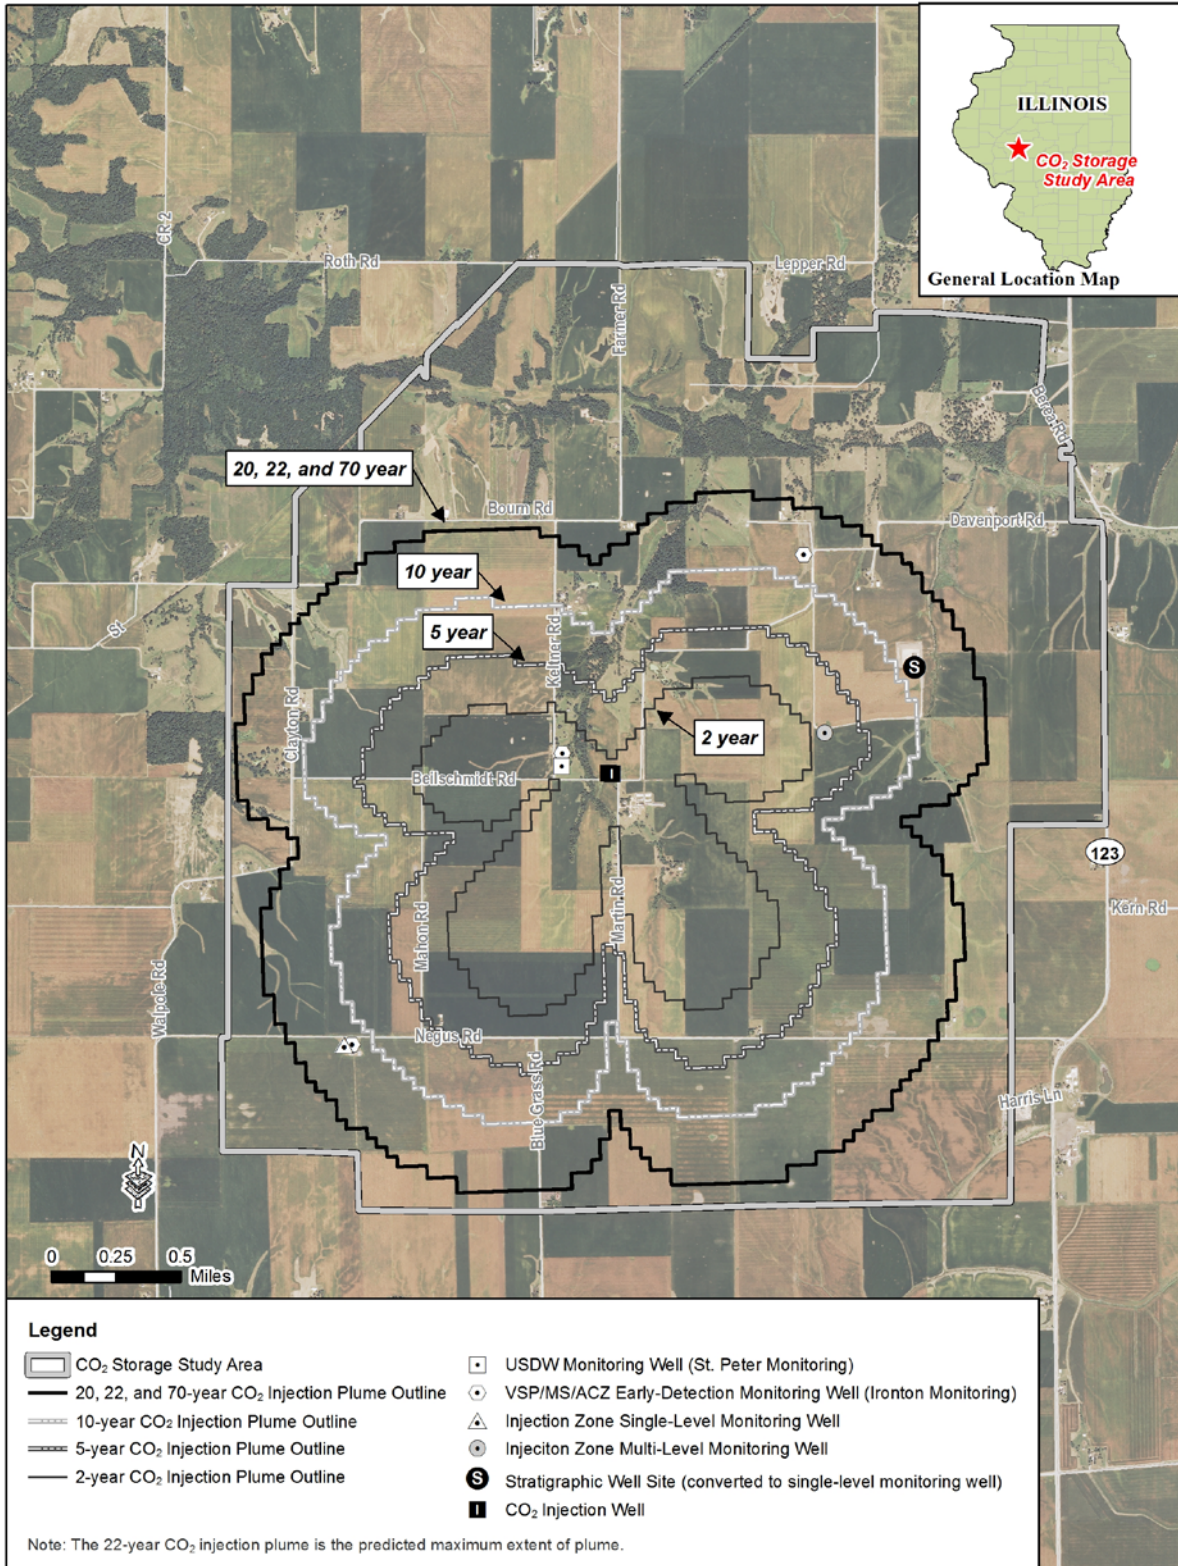 ILLINOIS
CO₂ Storage
Study Area
General Location Map
CR 2
Roth Rd
Lepper Rd
Farmer Rd
Berea Rd
20, 22, and 70 year
Bourn Rd
Davenport Rd
10 year
St
5 year
Keltner Rd
S
Clayton Rd
2 year
Beilschmidt Rd
I
123
Kern Rd
Martin Rd
Mahon Rd
Walpole Rd
Negus Rd
Blue Grass Rd
Harris Ln
N
0 0.25 0.5
Miles
Legend
CO₂ Storage Study Area
20, 22, and 70-year CO₂ Injection Plume Outline
10-year CO₂ Injection Plume Outline
5-year CO₂ Injection Plume Outline
2-year CO₂ Injection Plume Outline
USDW Monitoring Well (St. Peter Monitoring)
VSP/MS/ACZ Early-Detection Monitoring Well (Ironton Monitoring)
Injection Zone Single-Level Monitoring Well
Injeciton Zone Multi-Level Monitoring Well
S Stratigraphic Well Site (converted to single-level monitoring well)
I CO₂ Injection Well
Note: The 22-year CO₂ injection plume is the predicted maximum extent of plume.